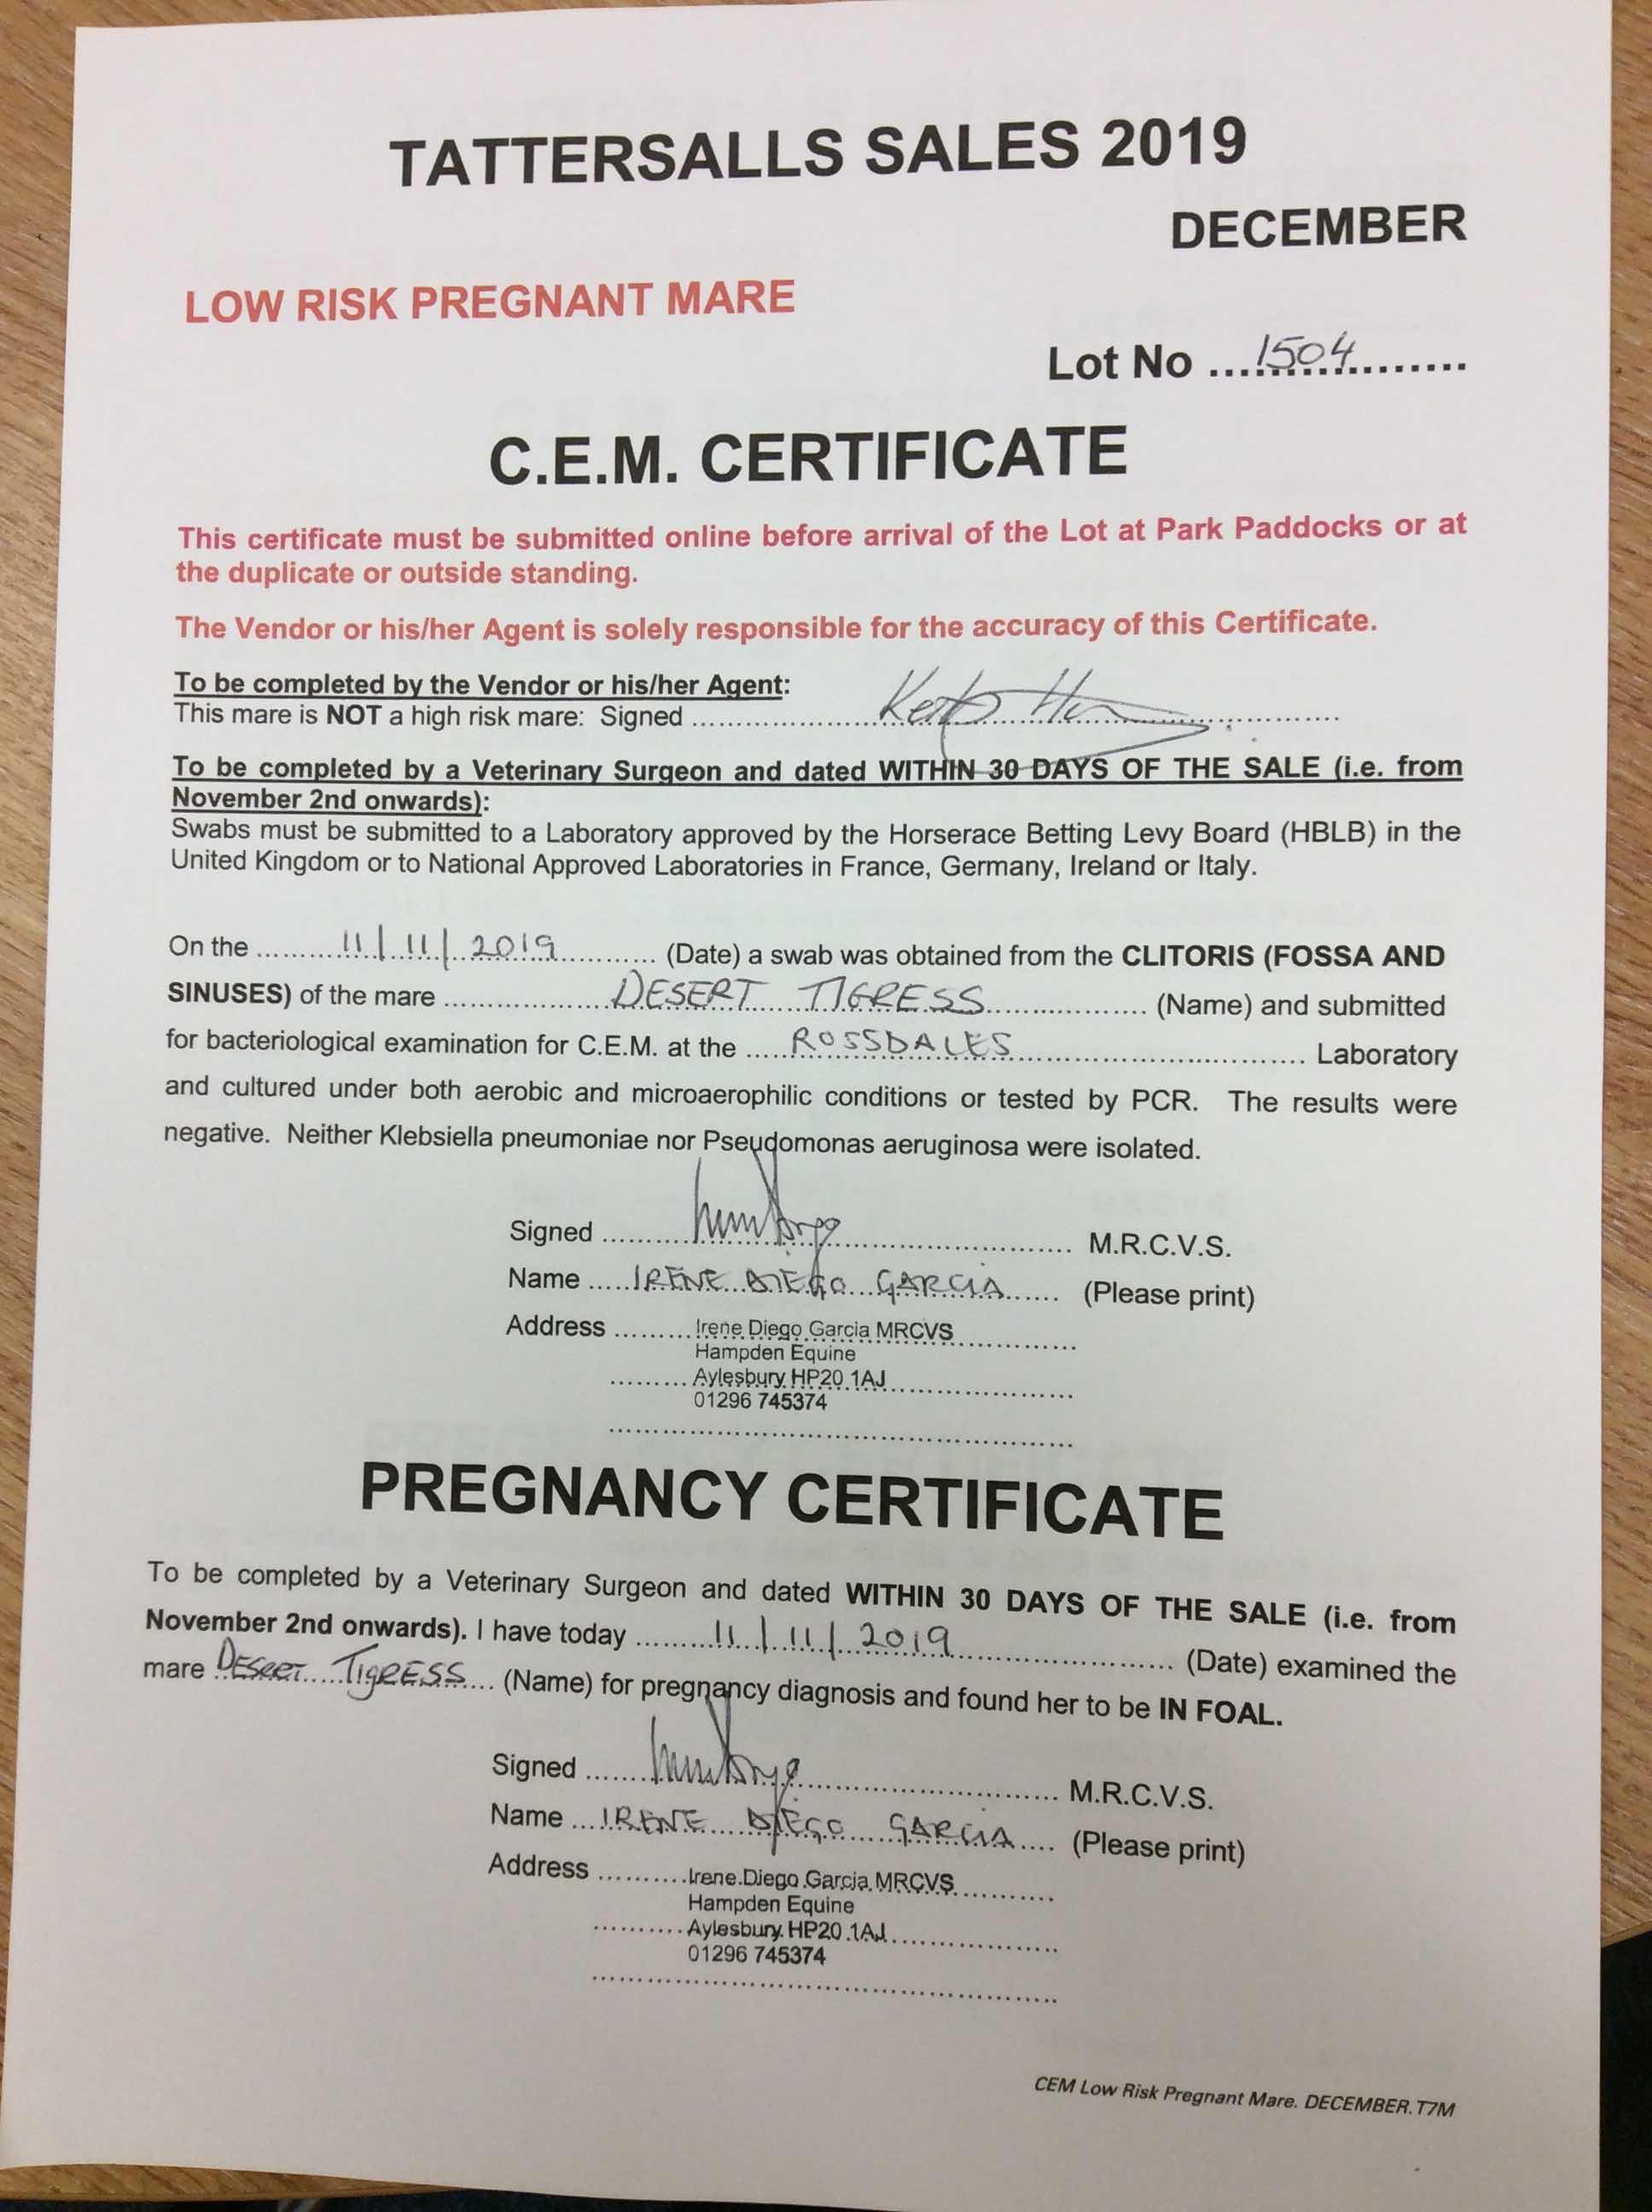 TATTERSALLS SALES 2019
DECEMBER
LOW RISK PREGNANT MARE
Lot No ....1504................
C.E.M. CERTIFICATE
This certificate must be submitted online before arrival of the Lot at Park Paddocks or at
the duplicate or outside standing.
The Vendor or his/her Agent is solely responsible for the accuracy of this Certificate.
To be completed by the Vendor or his/her Agent:
This mare is NOT a high risk mare: Signed ....................
To be completed by a Veterinary Surgeon and dated WITHIN 30 DAYS OF THE SALE (i.e. from
November 2nd onwards):
Swabs must be submitted to a Laboratory approved by the Horserace Betting Levy Board (HBLB) in the
United Kingdom or to National Approved Laboratories in France, Germany, Ireland or Italy.
On the ............11/11/2019............ (Date) a swab was obtained from the CLITORIS (FOSSA AND
SINUSES) of the mare ....................DESERT TIGRESS.................... (Name) and submitted
for bacteriological examination for C.E.M. at the .....ROSSDALES.............................. Laboratory
and cultured under both aerobic and microaerophilic conditions or tested by PCR. The results were
negative. Neither Klebsiella pneumoniae nor Pseudomonas aeruginosa were isolated.
Signed .................... M.R.C.V.S.
Name .....IRENE DIEGO GARCIA...... (Please print)
Address ......... Irene Diego Garcia MRCVS
Hampden Equine
Aylesbury HP20 1AJ
01296 745374
PREGNANCY CERTIFICATE
To be completed by a Veterinary Surgeon and dated WITHIN 30 DAYS OF THE SALE (i.e. from
November 2nd onwards). I have today .........11/11/2019......................... (Date) examined the
mare ..DESERT TIGRESS.... (Name) for pregnancy diagnosis and found her to be IN FOAL.
Signed .................... M.R.C.V.S.
Name ...IRENE DIEGO GARCIA.... (Please print)
Address ..........Irene Diego Garcia MRCVS
Hampden Equine
Aylesbury HP20 1AJ
01296 745374
CEM Low Risk Pregnant Mare. DECEMBER.T7M